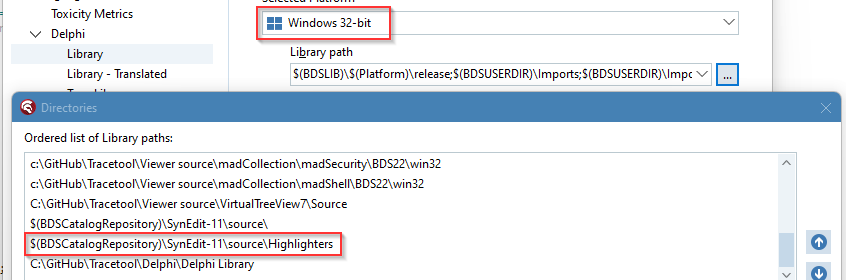 Selected Platform
Toxicity Metrics
Windows 32-bit
Delphi
Library
Library path
Library - Translated
$(BDSLIB)\$(Platform)\release;$(BDSUSERDIR)\Imports;$(BDSUSERDIR)\Impo
...
Directories
Ordered list of Library paths:
c:\GitHub\Tracetool\Viewer source\madCollection\madSecurity\BDS22\win32
c:\GitHub\Tracetool\Viewer source\madCollection\madShell\BDS22\win32
C:\GitHub\Tracetool\Viewer source\VirtualTreeView7\Source
$(BDSCatalogRepository)\SynEdit-11\source\
$(BDSCatalogRepository)\SynEdit-11\source\Highlighters
C:\GitHub\Tracetool\Delphi\Delphi Library